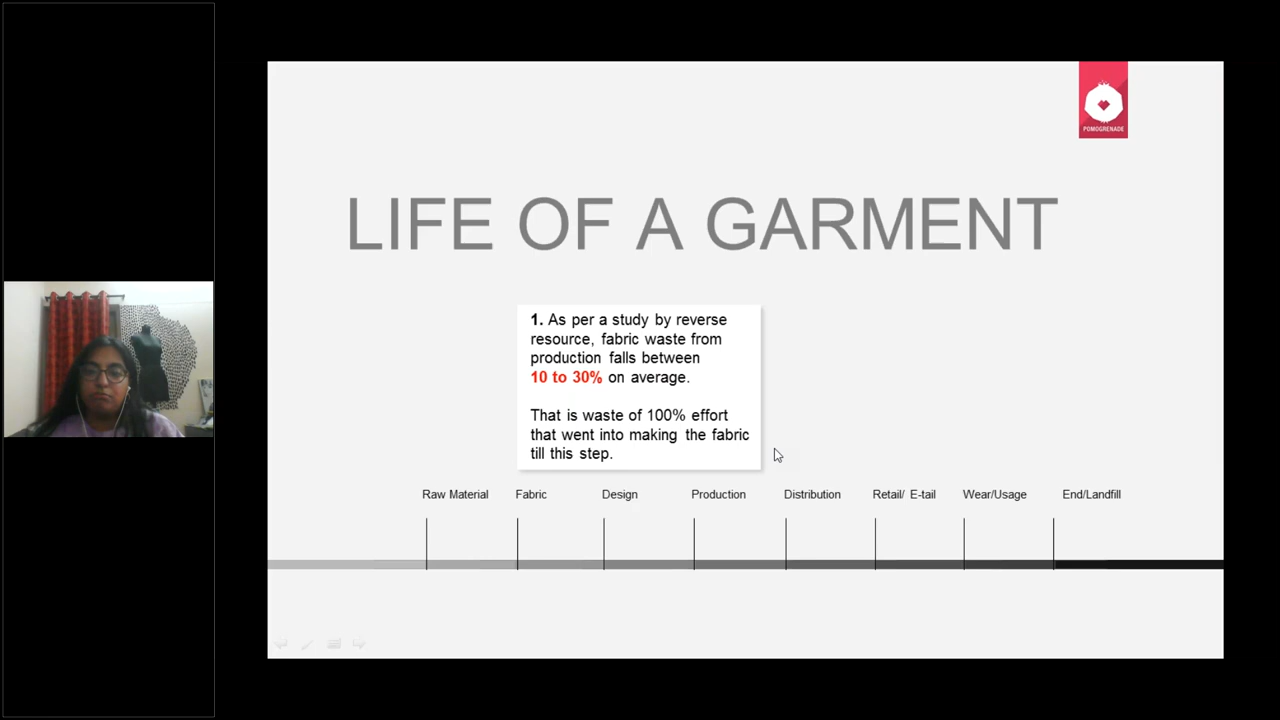 POMOGRENADE
LIFE OF A GARMENT
1. As per a study by reverse
resource, fabric waste from
production falls between
10 to 30% on average.
That is waste of 100% effort
that went into making the fabric
till this step.
Raw Material Fabric Design Production Distribution Retail/ E-tail Wear/Usage End/Landfill